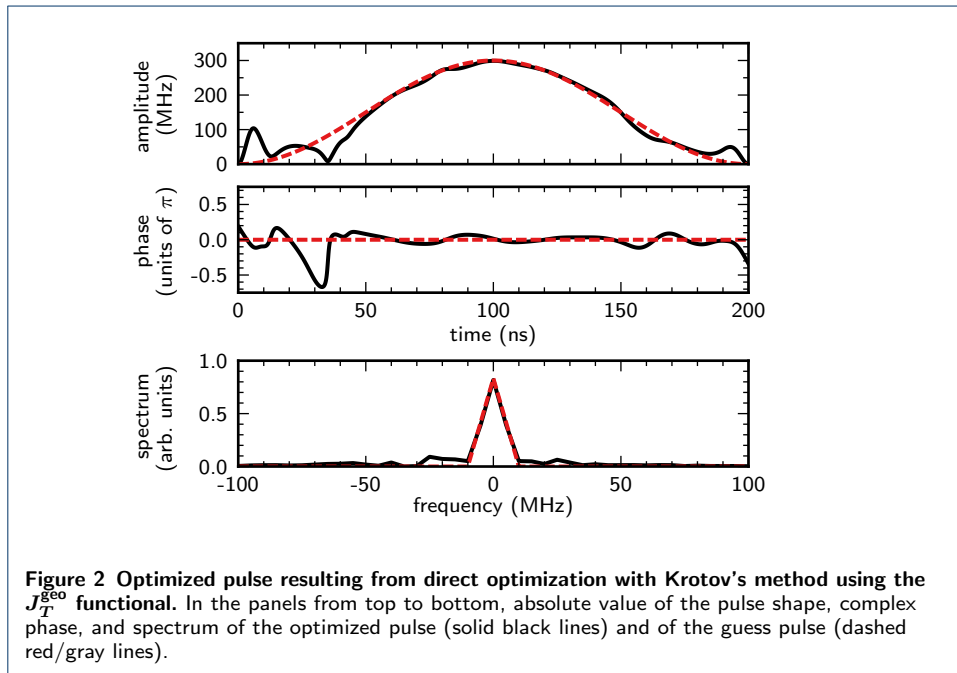 300
200
100
0
amplitude
(MHz)
0.5
0.0
-0.5
phase
(units of π)
0 50 100 150 200
time (ns)
1.0
0.5
0.0
spectrum
(arb. units)
-100 -50 0 50 100
frequency (MHz)
Figure 2 Optimized pulse resulting from direct optimization with Krotov's method using the
J_T^geo functional. In the panels from top to bottom, absolute value of the pulse shape, complex
phase, and spectrum of the optimized pulse (solid black lines) and of the guess pulse (dashed
red/gray lines).